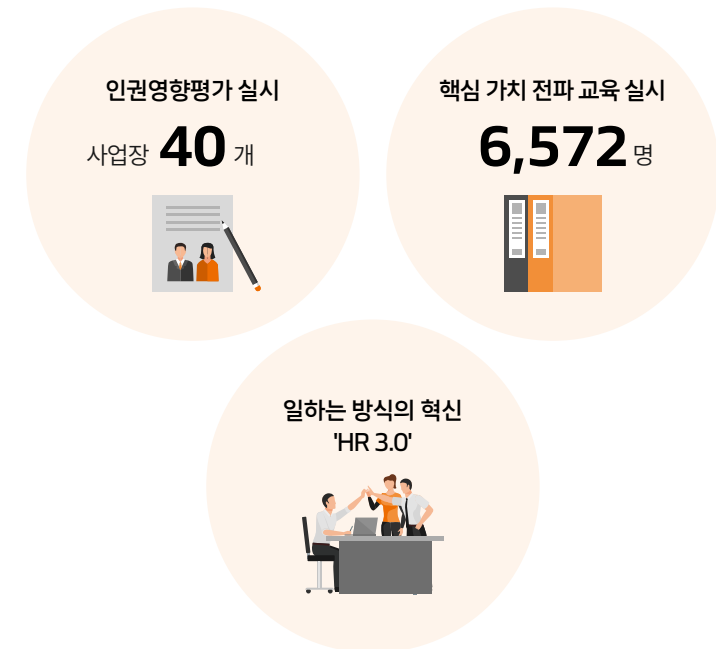 인권영향평가 실시
사업장 40 개
핵심 가치 전파 교육 실시
6,572 명
일하는 방식의 혁신
'HR 3.0'